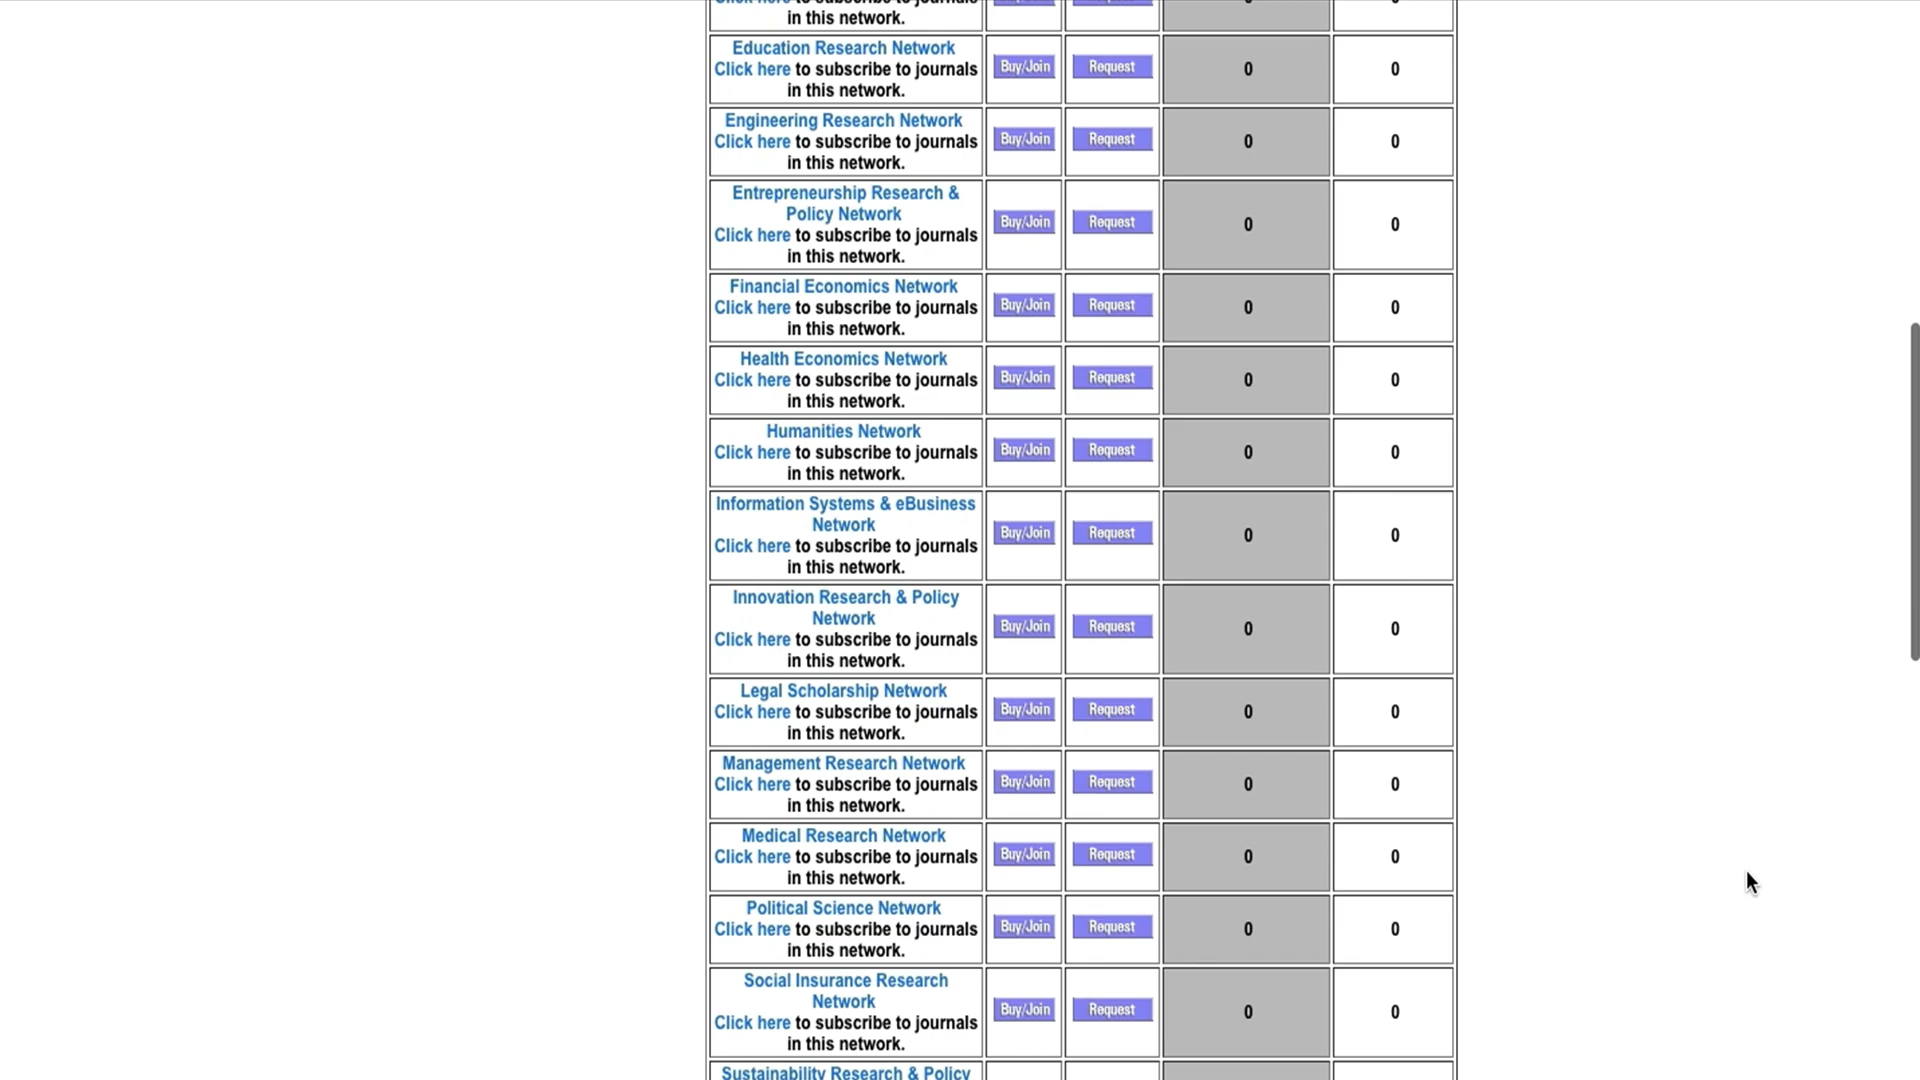 in this network.
Education Research Network
Click here to subscribe to journals
in this network.
Buy/Join Request 0 0
Engineering Research Network
Click here to subscribe to journals
in this network.
Buy/Join Request 0 0
Entrepreneurship Research &
Policy Network
Click here to subscribe to journals
in this network.
Buy/Join Request 0 0
Financial Economics Network
Click here to subscribe to journals
in this network.
Buy/Join Request 0 0
Health Economics Network
Click here to subscribe to journals
in this network.
Buy/Join Request 0 0
Humanities Network
Click here to subscribe to journals
in this network.
Buy/Join Request 0 0
Information Systems & eBusiness
Network
Click here to subscribe to journals
in this network.
Buy/Join Request 0 0
Innovation Research & Policy
Network
Click here to subscribe to journals
in this network.
Buy/Join Request 0 0
Legal Scholarship Network
Click here to subscribe to journals
in this network.
Buy/Join Request 0 0
Management Research Network
Click here to subscribe to journals
in this network.
Buy/Join Request 0 0
Medical Research Network
Click here to subscribe to journals
in this network.
Buy/Join Request 0 0
Political Science Network
Click here to subscribe to journals
in this network.
Buy/Join Request 0 0
Social Insurance Research
Network
Click here to subscribe to journals
in this network.
Buy/Join Request 0 0
Sustainability Research & Policy